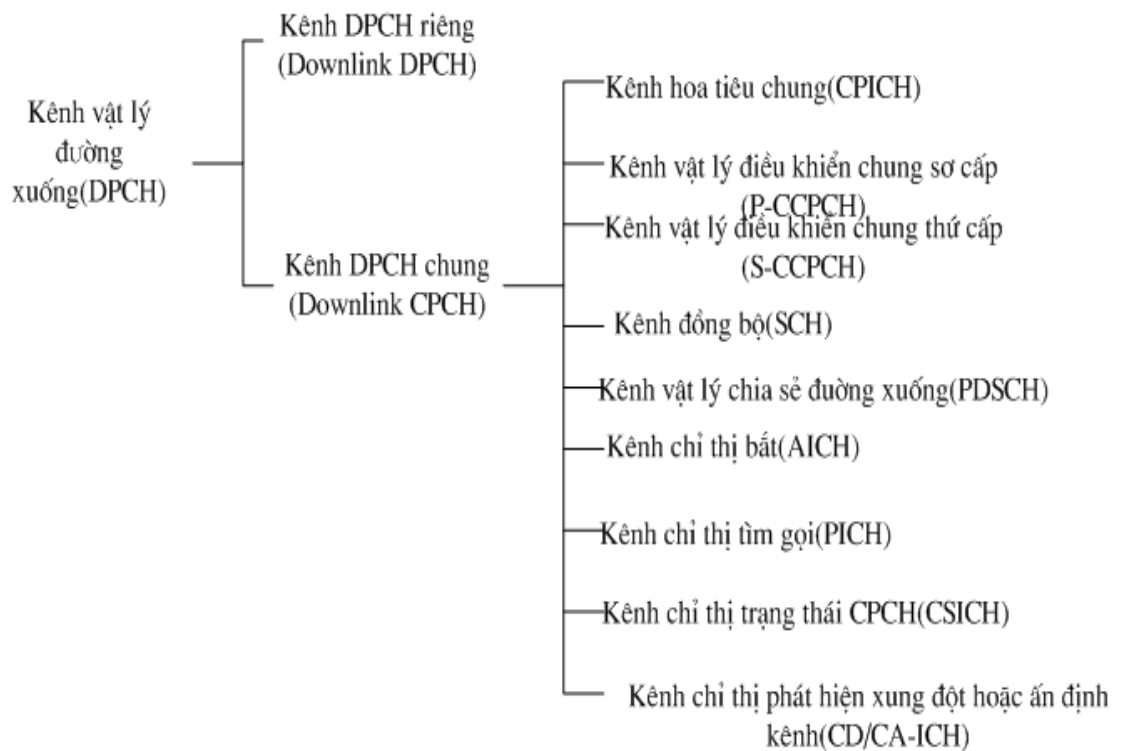 Kênh DPCH riêng
(Downlink DPCH)
Kênh vật lý
đường
xuống(DPCH)
Kênh DPCH chung
(Downlink CPCH)
Kênh hoa tiêu chung(CPICH)
Kênh vật lý điều khiển chung sơ cấp
(P-CCPCH)
Kênh vật lý điều khiển chung thứ cấp
(S-CCPCH)
Kênh đồng bộ(SCH)
Kênh vật lý chia sẻ đuờng xuống(PDSCH)
Kênh chỉ thị bắt(AICH)
Kênh chỉ thị tìm gọi(PICH)
Kênh chỉ thị trạng thái CPCH(CSICH)
Kênh chỉ thị phát hiện xung đột hoặc ấn định
kênh(CD/CA-ICH)